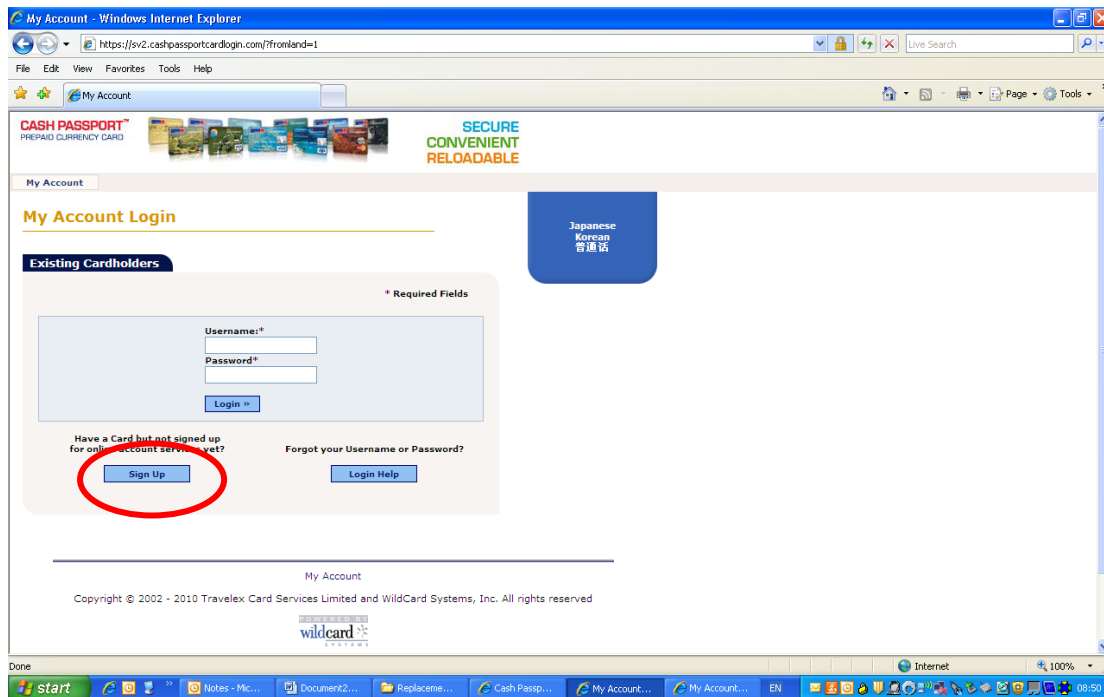 My Account - Windows Internet Explorer
https://sv2.cashpassportcardlogin.com/?fromland=1
Live Search
File Edit View Favorites Tools Help
My Account
Page Tools
CASH PASSPORT™
PREPAID CURRENCY CARD
SECURE
CONVENIENT
RELOADABLE
My Account
My Account Login
Japanese
Korean
普通话
Existing Cardholders
* Required Fields
Username:*
Password*
Login »
Have a Card but not signed up
for online account services yet?
Forgot your Username or Password?
Sign Up
Login Help
My Account
Copyright © 2002 - 2010 Travelex Card Services Limited and WildCard Systems, Inc. All rights reserved
POWERED BY
wildcard
SYSTEMS
Done
Internet
100%
start
Notes - Mic...
Document2...
Replaceme...
Cash Passp...
My Account...
My Account...
EN
08:50